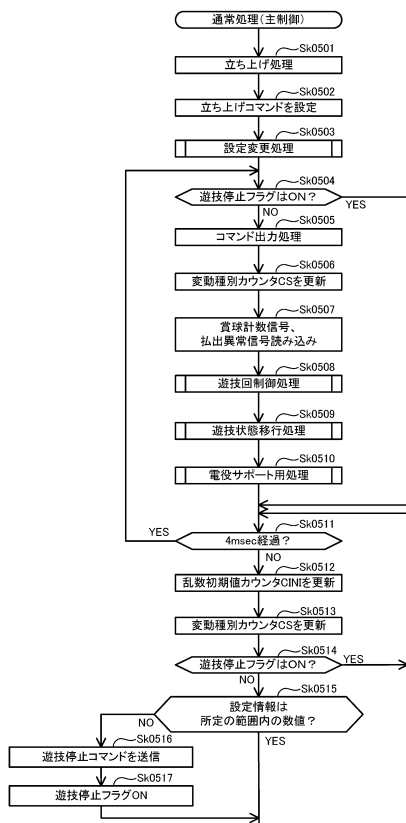 通常処理(主制御)
Sk0501
立ち上げ処理
Sk0502
立ち上げコマンドを設定
Sk0503
設定変更処理
Sk0504
遊技停止フラグはON？
YES
NO
Sk0505
コマンド出力処理
Sk0506
変動種別カウンタCSを更新
Sk0507
賞球計数信号、
払出異常信号読み込み
Sk0508
遊技回制御処理
Sk0509
遊技状態移行処理
Sk0510
電役サポート用処理
Sk0511
YES
4msec経過？
NO
Sk0512
乱数初期値カウンタCINIを更新
Sk0513
変動種別カウンタCSを更新
Sk0514
遊技停止フラグはON？
YES
NO
Sk0515
設定情報は
所定の範囲内の数値？
NO
YES
Sk0516
遊技停止コマンドを送信
Sk0517
遊技停止フラグON